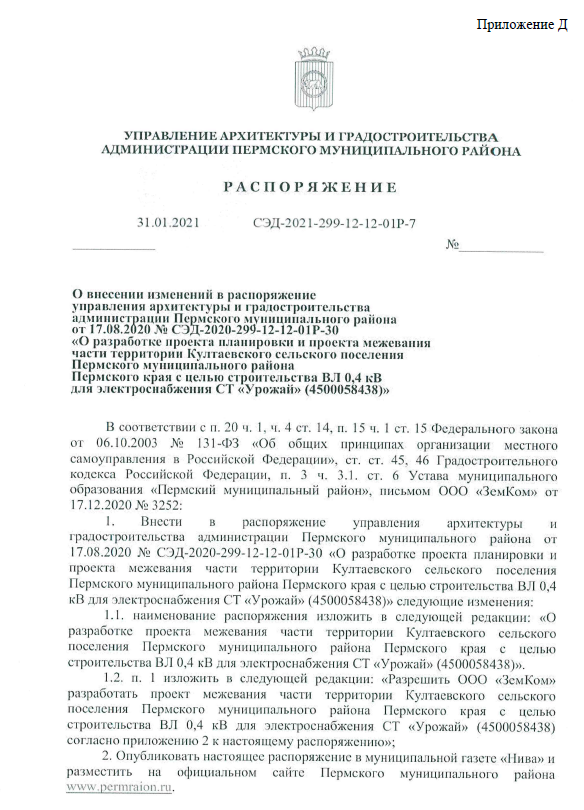 Приложение Д
УПРАВЛЕНИЕ АРХИТЕКТУРЫ И ГРАДОСТРОИТЕЛЬСТВА
АДМИНИСТРАЦИИ ПЕРМСКОГО МУНИЦИПАЛЬНОГО РАЙОНА
РАСПОРЯЖЕНИЕ
31.01.2021 СЭД-2021-299-12-12-01Р-7
№
О внесении изменений в распоряжение
управления архитектуры и градостроительства
администрации Пермского муниципального района
от 17.08.2020 № СЭД-2020-299-12-12-01Р-30
«О разработке проекта планировки и проекта межевания
части территории Култаевского сельского поселения
Пермского муниципального района
Пермского края с целью строительства ВЛ 0,4 кВ
для электроснабжения СТ «Урожай» (4500058438)»
В соответствии с п. 20 ч. 1, ч. 4 ст. 14, п. 15 ч. 1 ст. 15 Федерального закона
от 06.10.2003 № 131-ФЗ «Об общих принципах организации местного
самоуправления в Российской Федерации», ст. ст. 45, 46 Градостроительного
кодекса Российской Федерации, п. 3 ч. 3.1. ст. 6 Устава муниципального
образования «Пермский муниципальный район», письмом ООО «ЗемКом» от
17.12.2020 № 3252:
1. Внести в распоряжение управления архитектуры и
градостроительства администрации Пермского муниципального района от
17.08.2020 № СЭД-2020-299-12-12-01Р-30 «О разработке проекта планировки и
проекта межевания части территории Култаевского сельского поселения
Пермского муниципального района Пермского края с целью строительства ВЛ 0,4
кВ для электроснабжения СТ «Урожай» (4500058438)» следующие изменения:
1.1. наименование распоряжения изложить в следующей редакции: «О
разработке проекта межевания части территории Култаевского сельского
поселения Пермского муниципального района Пермского края с целью
строительства ВЛ 0,4 кВ для электроснабжения СТ «Урожай» (4500058438)».
1.2. п. 1 изложить в следующей редакции: «Разрешить ООО «ЗемКом»
разработать проект межевания части территории Култаевского сельского
поселения Пермского муниципального района Пермского края с целью
строительства ВЛ 0,4 кВ для электроснабжения СТ «Урожай» (4500058438)
согласно приложению 2 к настоящему распоряжению»;
2. Опубликовать настоящее распоряжение в муниципальной газете «Нива» и
разместить на официальном сайте Пермского муниципального района
www.permraion.ru.